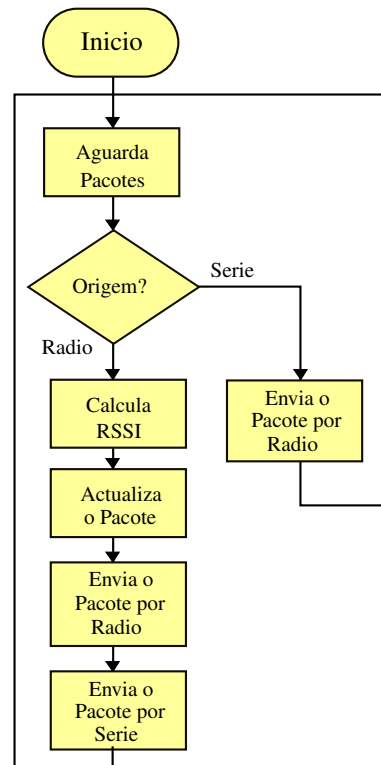 Inicio
Aguarda
Pacotes
Origem?
Serie
Radio
Calcula
RSSI
Envia o
Pacote por
Radio
Actualiza
o Pacote
Envia o
Pacote por
Radio
Envia o
Pacote por
Serie